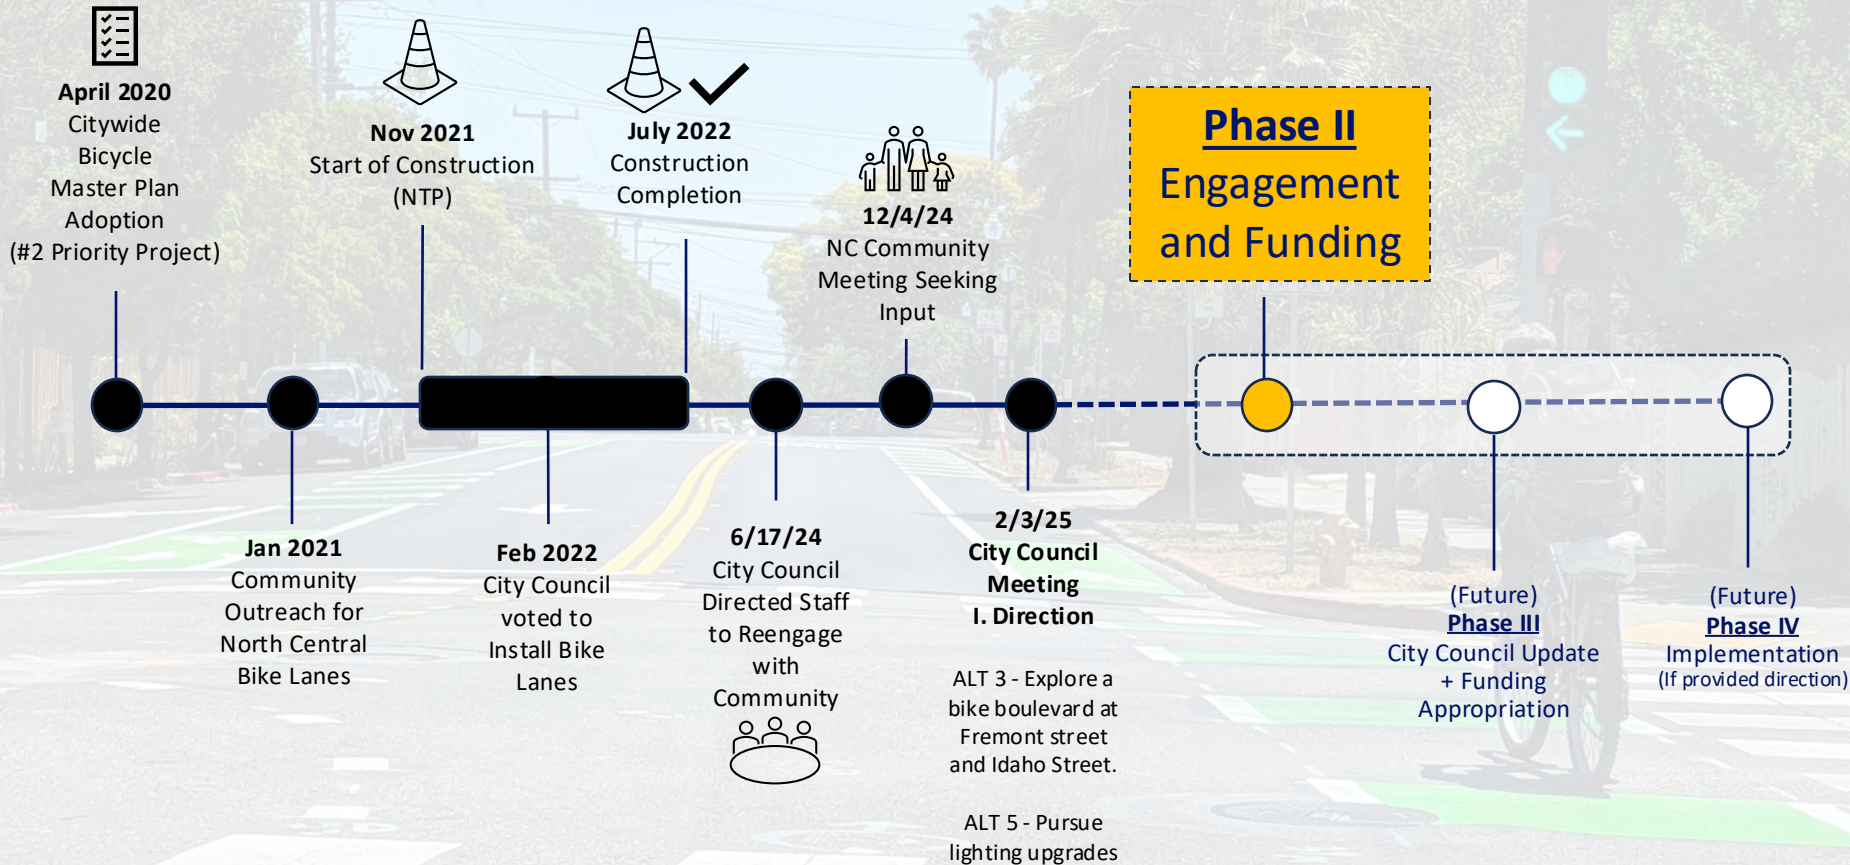 April 2020
Citywide
Bicycle
Master Plan
Adoption
(#2 Priority Project)
Jan 2021
Community
Outreach for
North Central
Bike Lanes
Nov 2021
Start of Construction
(NTP)
Feb 2022
City Council
voted to
Install Bike
Lanes
July 2022
Construction
Completion
6/17/24
City Council
Directed Staff
to Reengage
with
Community
12/4/24
NC Community
Meeting Seeking
Input
2/3/25
City Council
Meeting
I. Direction
ALT 3 - Explore a
bike boulevard at
Fremont street
and Idaho Street.
ALT 5 - Pursue
lighting upgrades
Phase II
Engagement
and Funding
(Future)
Phase III
City Council Update
+ Funding
Appropriation
(Future)
Phase IV
Implementation
(If provided direction)